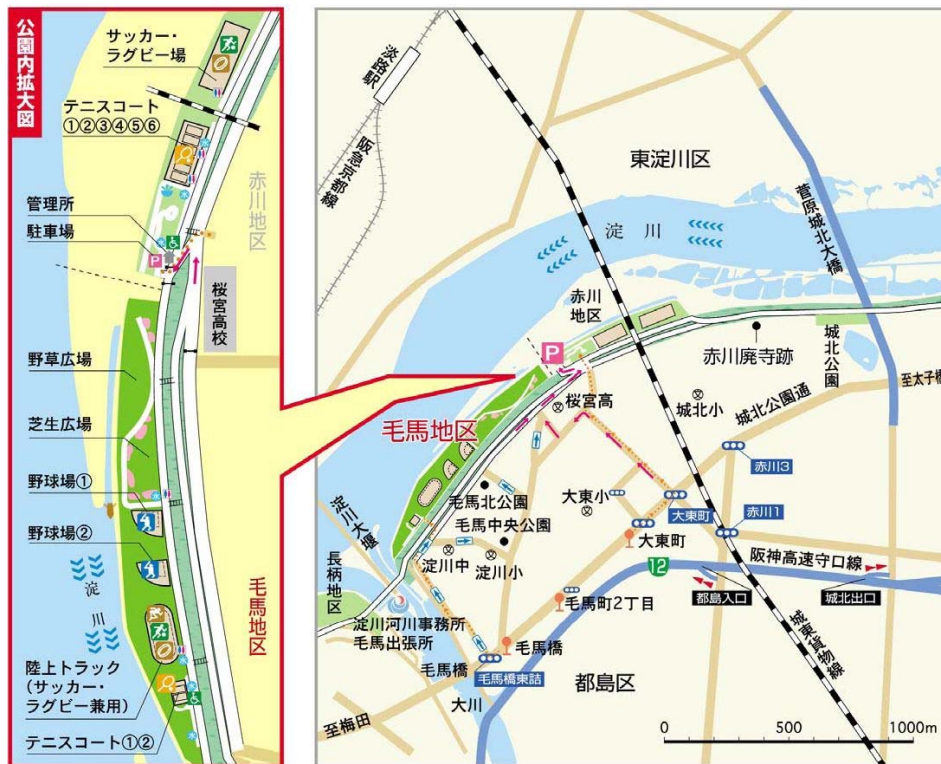 公園内拡大図
サッカー・
ラグビー場
テニスコート
①②③④⑤⑥
赤川地区
管理所
駐車場
P
桜宮高校
野草広場
芝生広場
野球場①
野球場②
淀川
毛馬地区
陸上トラック
(サッカー・
ラグビー兼用)
テニスコート①②
淡路駅
阪急京都線
東淀川区
菅原城北大橋
淀川
赤川
地区
P
赤川廃寺跡
城北公園
至太子橋
桜宮高
城北小
城北公園通
毛馬地区
赤川3
毛馬北公園
大東小
大東町
赤川1
毛馬中央公園
大東町
淀川大堰
淀川中
淀川小
12
阪神高速守口線
長柄地区
都島入口
城北出口
毛馬町2丁目
淀川河川事務所
毛馬出張所
城東貨物線
毛馬橋
毛馬橋
毛馬橋東詰
都島区
大川
至梅田
0
500
1000m